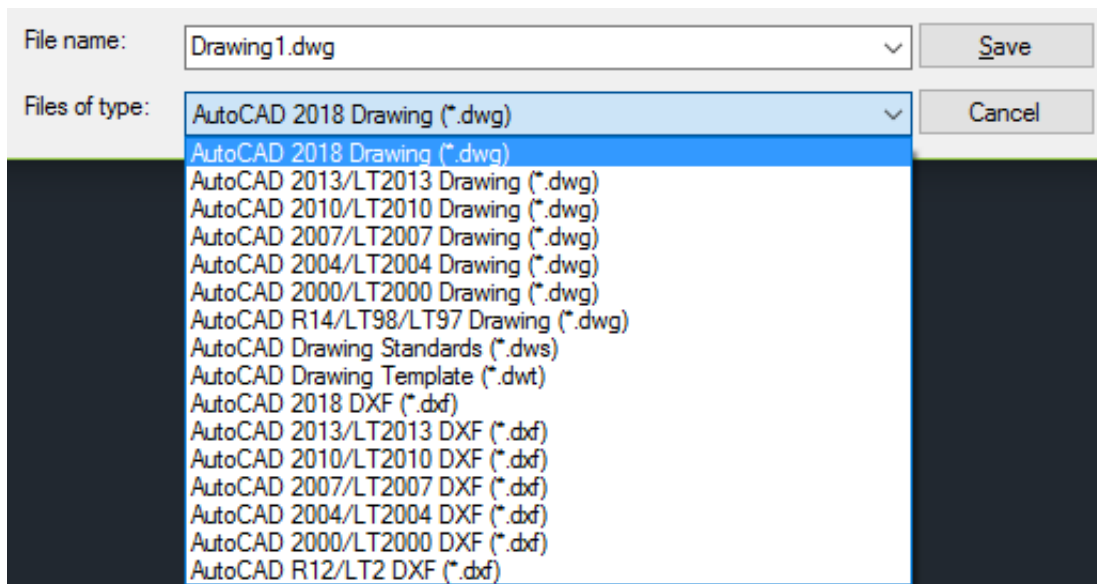 File name: Drawing1.dwg Save
Files of type: AutoCAD 2018 Drawing (*.dwg) Cancel
AutoCAD 2018 Drawing (*.dwg)
AutoCAD 2013/LT2013 Drawing (*.dwg)
AutoCAD 2010/LT2010 Drawing (*.dwg)
AutoCAD 2007/LT2007 Drawing (*.dwg)
AutoCAD 2004/LT2004 Drawing (*.dwg)
AutoCAD 2000/LT2000 Drawing (*.dwg)
AutoCAD R14/LT98/LT97 Drawing (*.dwg)
AutoCAD Drawing Standards (*.dws)
AutoCAD Drawing Template (*.dwt)
AutoCAD 2018 DXF (*.dxf)
AutoCAD 2013/LT2013 DXF (*.dxf)
AutoCAD 2010/LT2010 DXF (*.dxf)
AutoCAD 2007/LT2007 DXF (*.dxf)
AutoCAD 2004/LT2004 DXF (*.dxf)
AutoCAD 2000/LT2000 DXF (*.dxf)
AutoCAD R12/LT2 DXF (*.dxf)